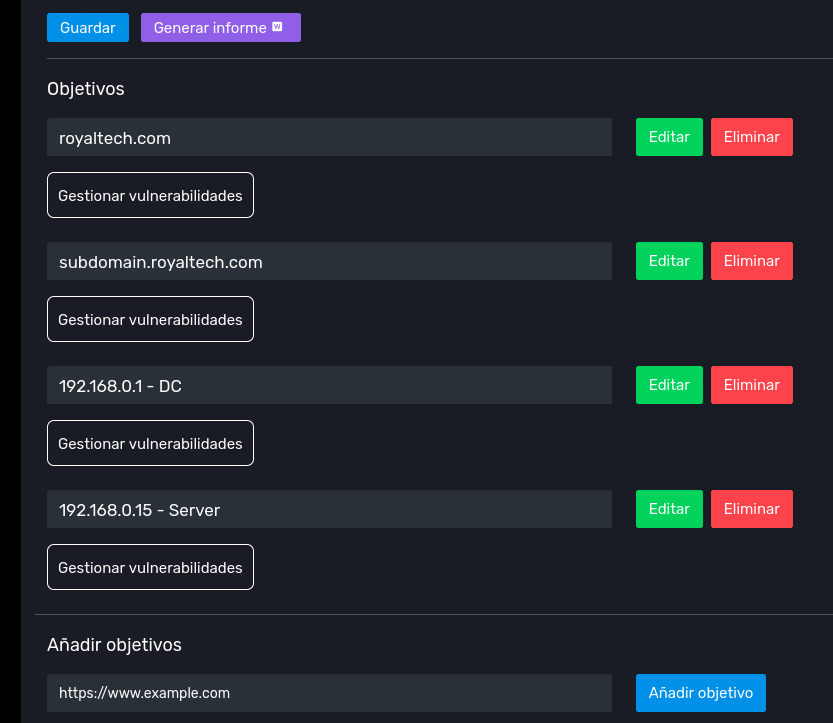 Guardar Generar informe W
Objetivos
royaltech.com Editar Eliminar
Gestionar vulnerabilidades
subdomain.royaltech.com Editar Eliminar
Gestionar vulnerabilidades
192.168.0.1 - DC Editar Eliminar
Gestionar vulnerabilidades
192.168.0.15 - Server Editar Eliminar
Gestionar vulnerabilidades
Añadir objetivos
https://www.example.com Añadir objetivo